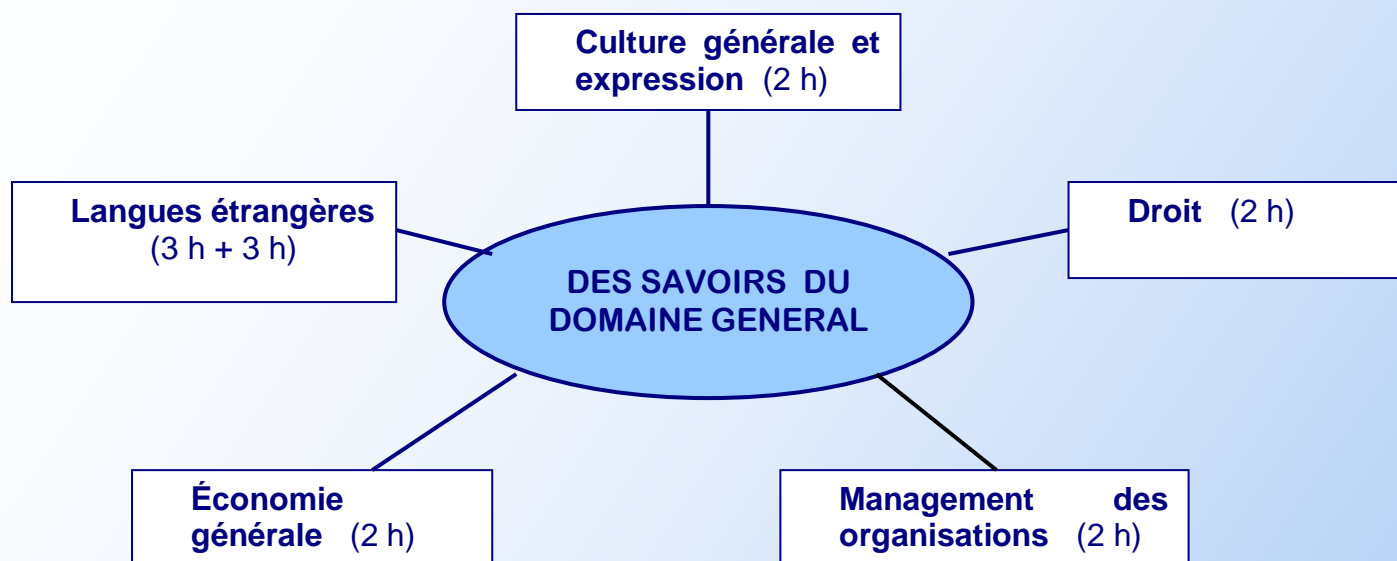 Culture générale et
expression (2 h)
Langues étrangères
(3 h + 3 h)
Droit (2 h)
DES SAVOIRS DU
DOMAINE GENERAL
Économie
générale (2 h)
Management des
organisations (2 h)